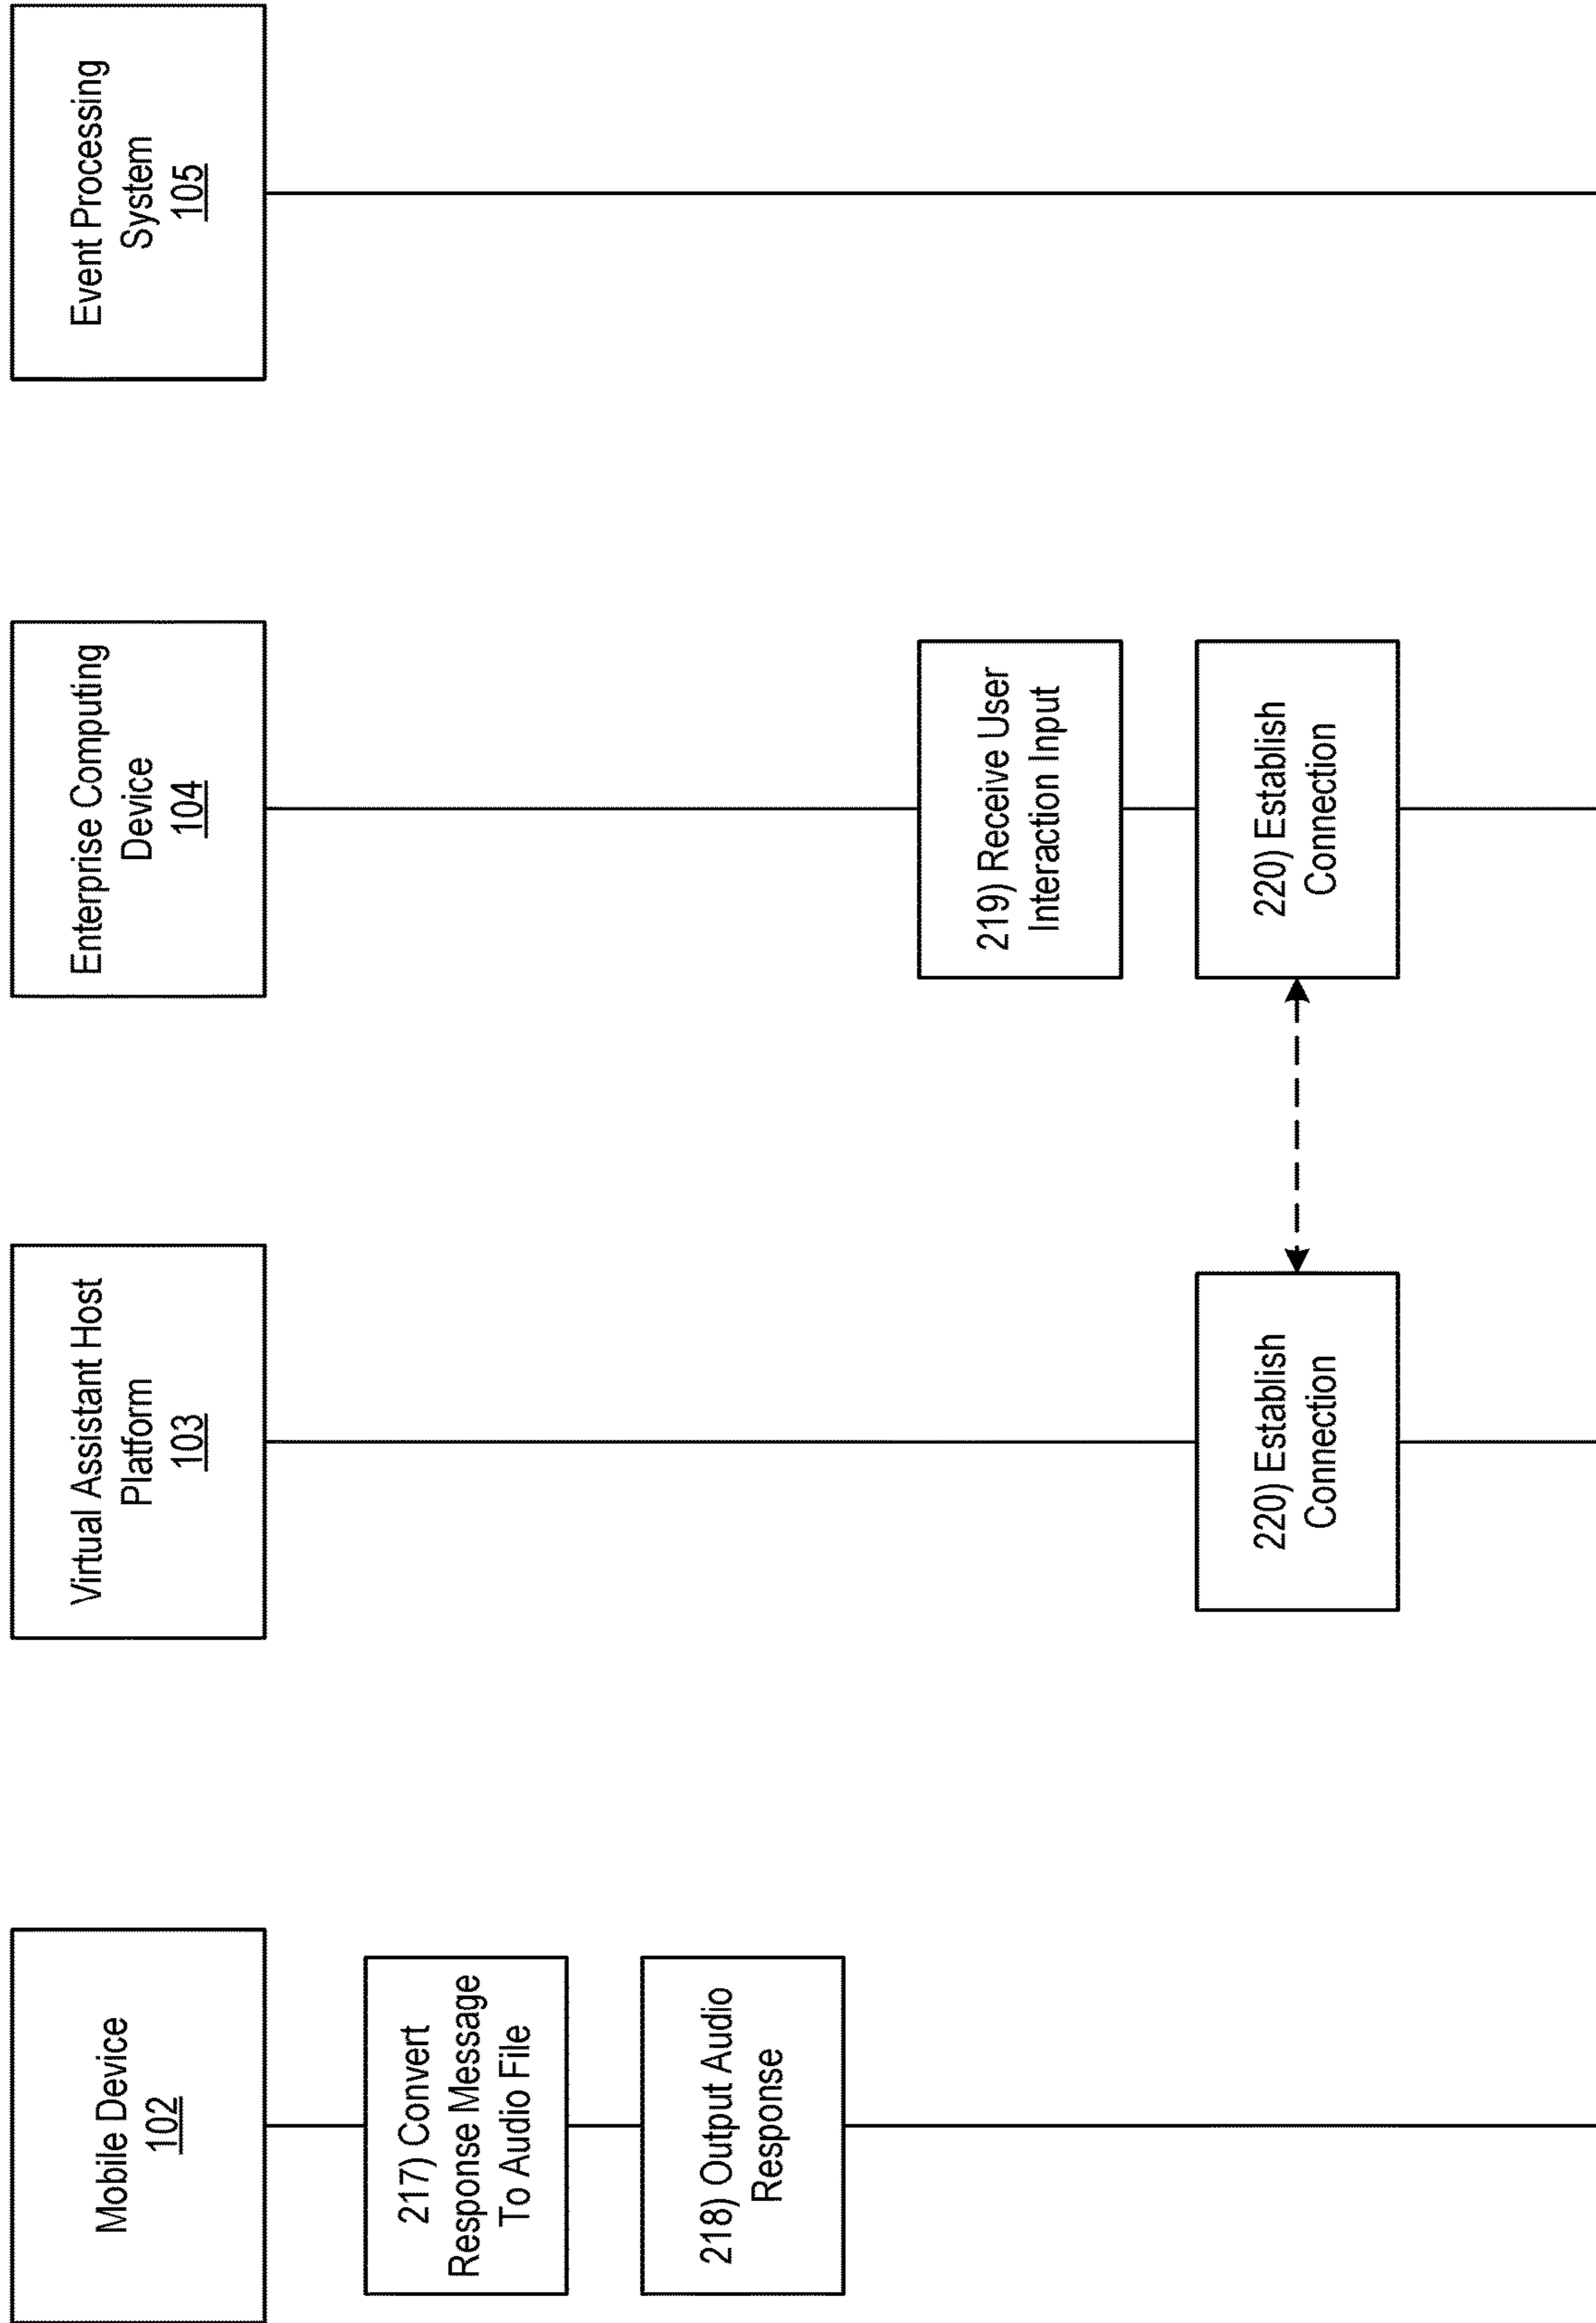 Mobile Device
102
Virtual Assistant Host
Platform
103
Enterprise Computing
Device
104
Event Processing
System
105
217) Convert
Response Message
To Audio File
218) Output Audio
Response
219) Receive User
Interaction Input
220) Establish
Connection
220) Establish
Connection